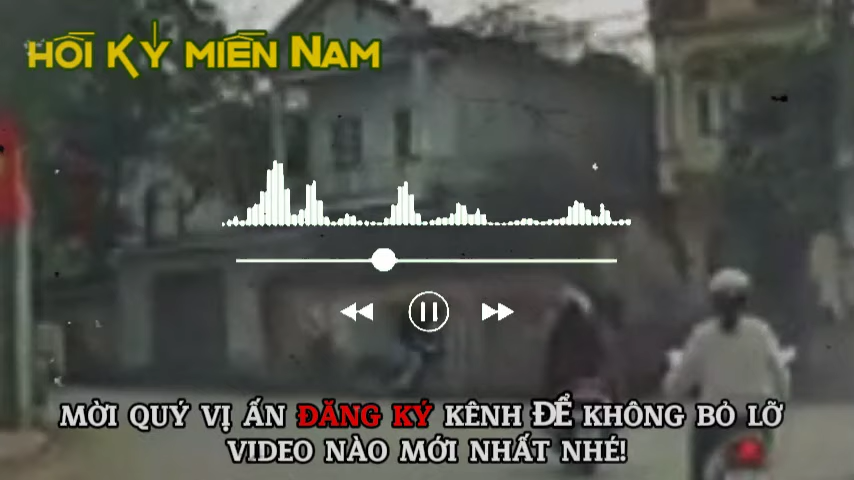 HỒI KÝ MIỀN NAM
MỜI QUÝ VỊ ẤN ĐĂNG KÝ KÊNH ĐỂ KHÔNG BỎ LỠ
VIDEO NÀO MỚI NHẤT NHÉ!